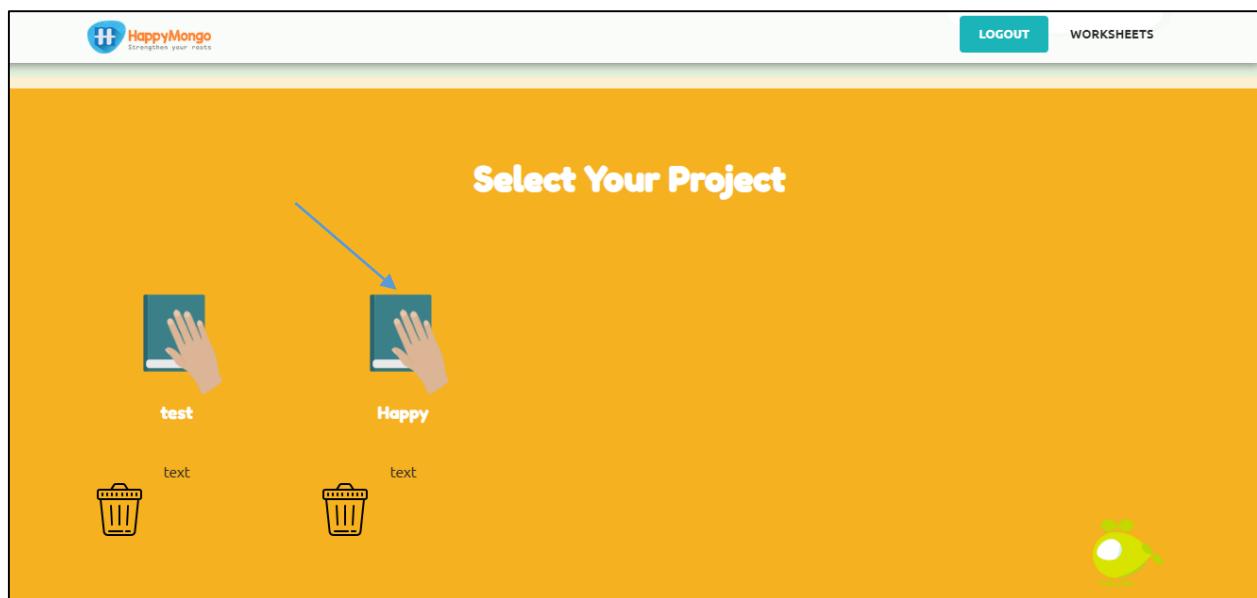 HappyMongo
Strengthen your roots
LOGOUT WORKSHEETS
Select Your Project
test Happy
text text